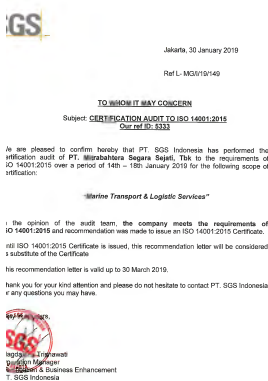 SGS
Jakarta, 30 January 2019
Ref L- MG/I/19/149
TO WHOM IT MAY CONCERN
Subject: CERTIFICATION AUDIT TO ISO 14001:2015
Our ref ID: 5333
e are pleased to confirm hereby that PT. SGS Indonesia has performed the
ertification audit of PT. Mitrabahtera Segara Sejati, Tbk to the requirements of
SO 14001:2015 over a period of 14th – 18th January 2019 for the following scope of
ertification:
"Marine Transport & Logistic Services"
the opinion of the audit team, the company meets the requirements of
SO 14001:2015 and recommendation was made to issue an ISO 14001:2015 Certificate.
ntil ISO 14001:2015 Certificate is issued, this recommendation letter will be considered
substitute of the Certificate
his recommendation letter is valid up to 30 March 2019.
hank you for your kind attention and please do not hesitate to contact PT. SGS Indonesia
or any questions you may have.
Trisnawati
Manager
& Business Enhancement
T. SGS Indonesia